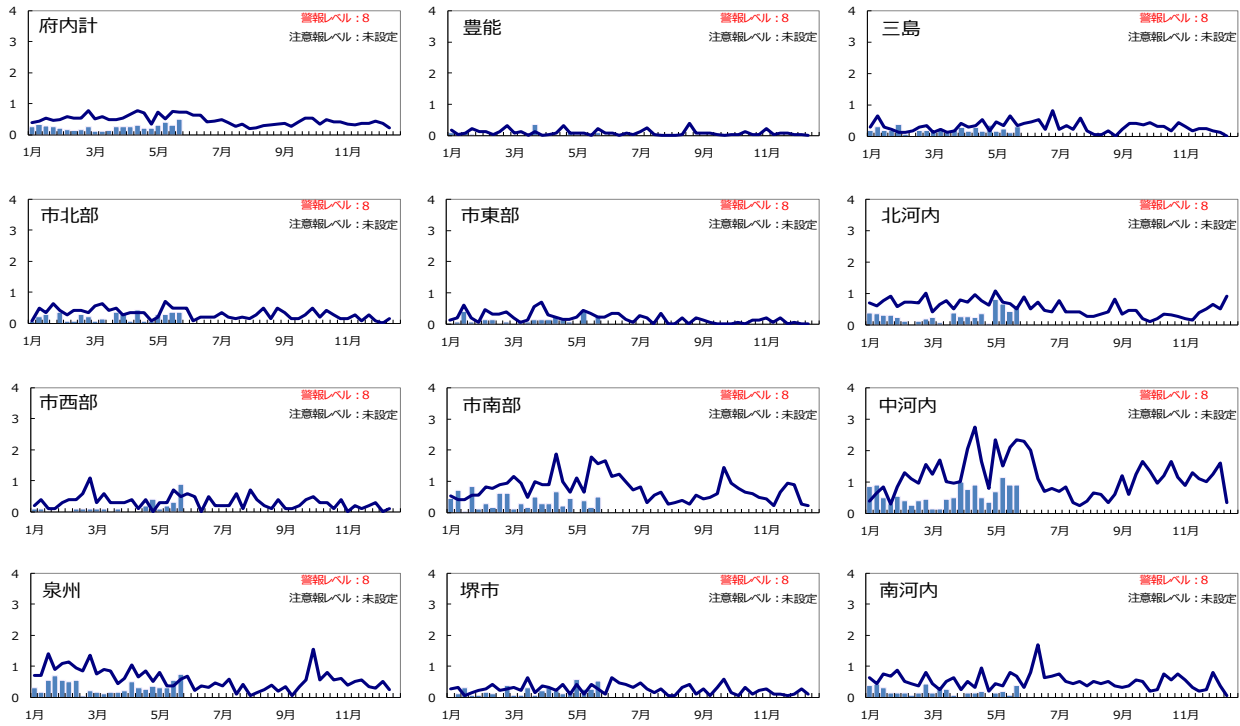 府内計
警報レベル：8
注意報レベル：未設定
4
3
2
1
0
1月 3月 5月 7月 9月 11月
豊能
警報レベル：8
注意報レベル：未設定
4
3
2
1
0
1月 3月 5月 7月 9月 11月
三島
警報レベル：8
注意報レベル：未設定
4
3
2
1
0
1月 3月 5月 7月 9月 11月
市北部
警報レベル：8
注意報レベル：未設定
4
3
2
1
0
1月 3月 5月 7月 9月 11月
市東部
警報レベル：8
注意報レベル：未設定
4
3
2
1
0
1月 3月 5月 7月 9月 11月
北河内
警報レベル：8
注意報レベル：未設定
4
3
2
1
0
1月 3月 5月 7月 9月 11月
市西部
警報レベル：8
注意報レベル：未設定
4
3
2
1
0
1月 3月 5月 7月 9月 11月
市南部
警報レベル：8
注意報レベル：未設定
4
3
2
1
0
1月 3月 5月 7月 9月 11月
中河内
警報レベル：8
注意報レベル：未設定
4
3
2
1
0
1月 3月 5月 7月 9月 11月
泉州
警報レベル：8
注意報レベル：未設定
4
3
2
1
0
1月 3月 5月 7月 9月 11月
堺市
警報レベル：8
注意報レベル：未設定
4
3
2
1
0
1月 3月 5月 7月 9月 11月
南河内
警報レベル：8
注意報レベル：未設定
4
3
2
1
0
1月 3月 5月 7月 9月 11月